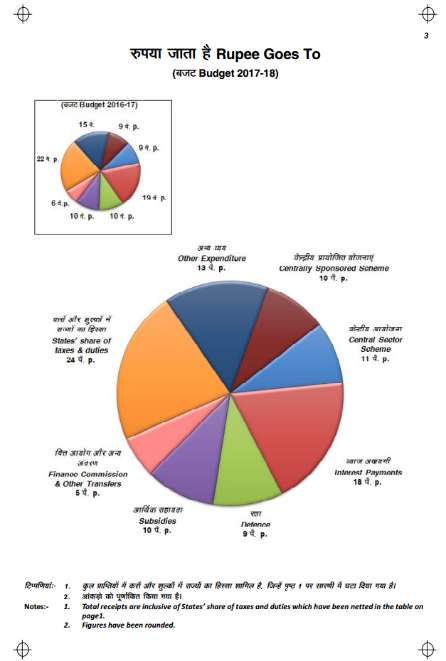 3
रुपया जाता है Rupee Goes To
(बजट Budget 2017-18)
(बजट Budget 2016-17)
15 पै. p.
9 पै. p.
9 पै. p.
22 पै. p.
19 पै. p.
6 पै. p.
10 पै. p.
10 पै. p.
अन्य व्यय
Other Expenditure
13 पै. p.
केन्द्रीय प्रायोजित योजनाएं
Centrally Sponsored Scheme
10 पै. p.
करों और शुल्कों में
राज्यों का हिस्सा
States' share of
taxes & duties
24 पै. p.
केन्द्रीय आयोजना
Central Sector
Scheme
11 पै. p.
वित्त आयोग और अन्य
अंतरण
Finance Commission
& Other Transfers
5 पै. p.
ब्याज अदायगी
Interest Payments
18 पै. p.
आर्थिक सहायता
Subsidies
10 पै. p.
रक्षा
Defence
9 पै. p.
टिप्पणियां:- 1. कुल प्राप्तियों में करों और शुल्कों में राज्यों का हिस्सा शामिल है, जिन्हें पृष्ठ 1 पर सारणी में घटा दिया गया है।
2. आंकड़ों को पूर्णांकित किया गया है।
Notes:- 1. Total receipts are inclusive of States' share of taxes and duties which have been netted in the table on
page1.
2. Figures have been rounded.